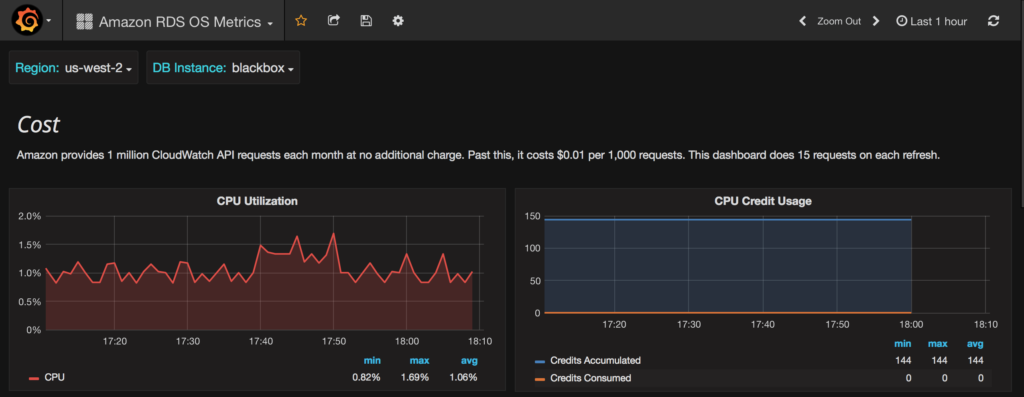 Amazon RDS OS Metrics
Zoom Out
Last 1 hour
Region: us-west-2
DB Instance: blackbox
Cost
Amazon provides 1 million CloudWatch API requests each month at no additional charge. Past this, it costs $0.01 per 1,000 requests. This dashboard does 15 requests on each refresh.
CPU Utilization
2.0%
1.5%
1.0%
0.5%
0%
17:20 17:30 17:40 17:50 18:00 18:10
min max avg
CPU 0.82% 1.69% 1.06%
CPU Credit Usage
150
100
50
0
17:20 17:30 17:40 17:50 18:00 18:10
min max avg
Credits Accumulated 144 144 144
Credits Consumed 0 0 0